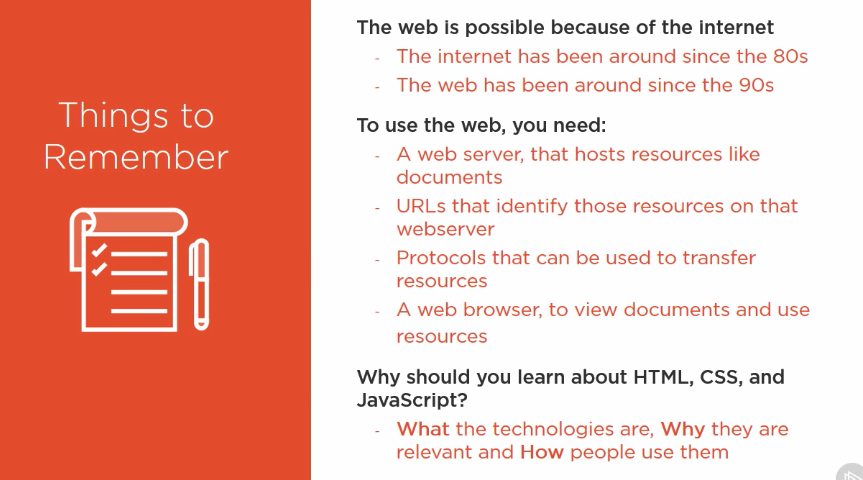 Things to
Remember
The web is possible because of the internet
- The internet has been around since the 80s
- The web has been around since the 90s
To use the web, you need:
- A web server, that hosts resources like
documents
- URLs that identify those resources on that
webserver
- Protocols that can be used to transfer
resources
- A web browser, to view documents and use
resources
Why should you learn about HTML, CSS, and
JavaScript?
- What the technologies are, Why they are
relevant and How people use them